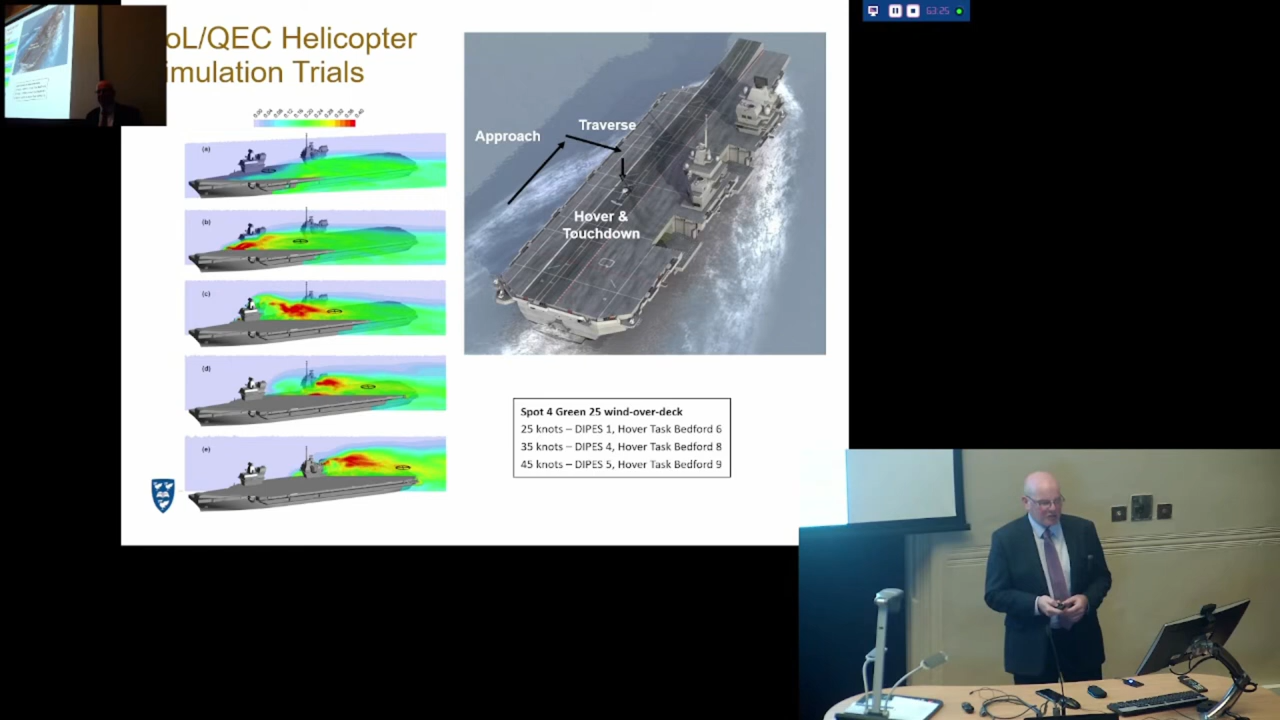 oL/QEC Helicopter
imulation Trials
(a)
(b)
(c)
(d)
(e)
Approach
Traverse
Hover &
Touchdown
Spot 4 Green 25 wind-over-deck
25 knots – DIPES 1, Hover Task Bedford 6
35 knots – DIPES 4, Hover Task Bedford 8
45 knots – DIPES 5, Hover Task Bedford 9
63:25